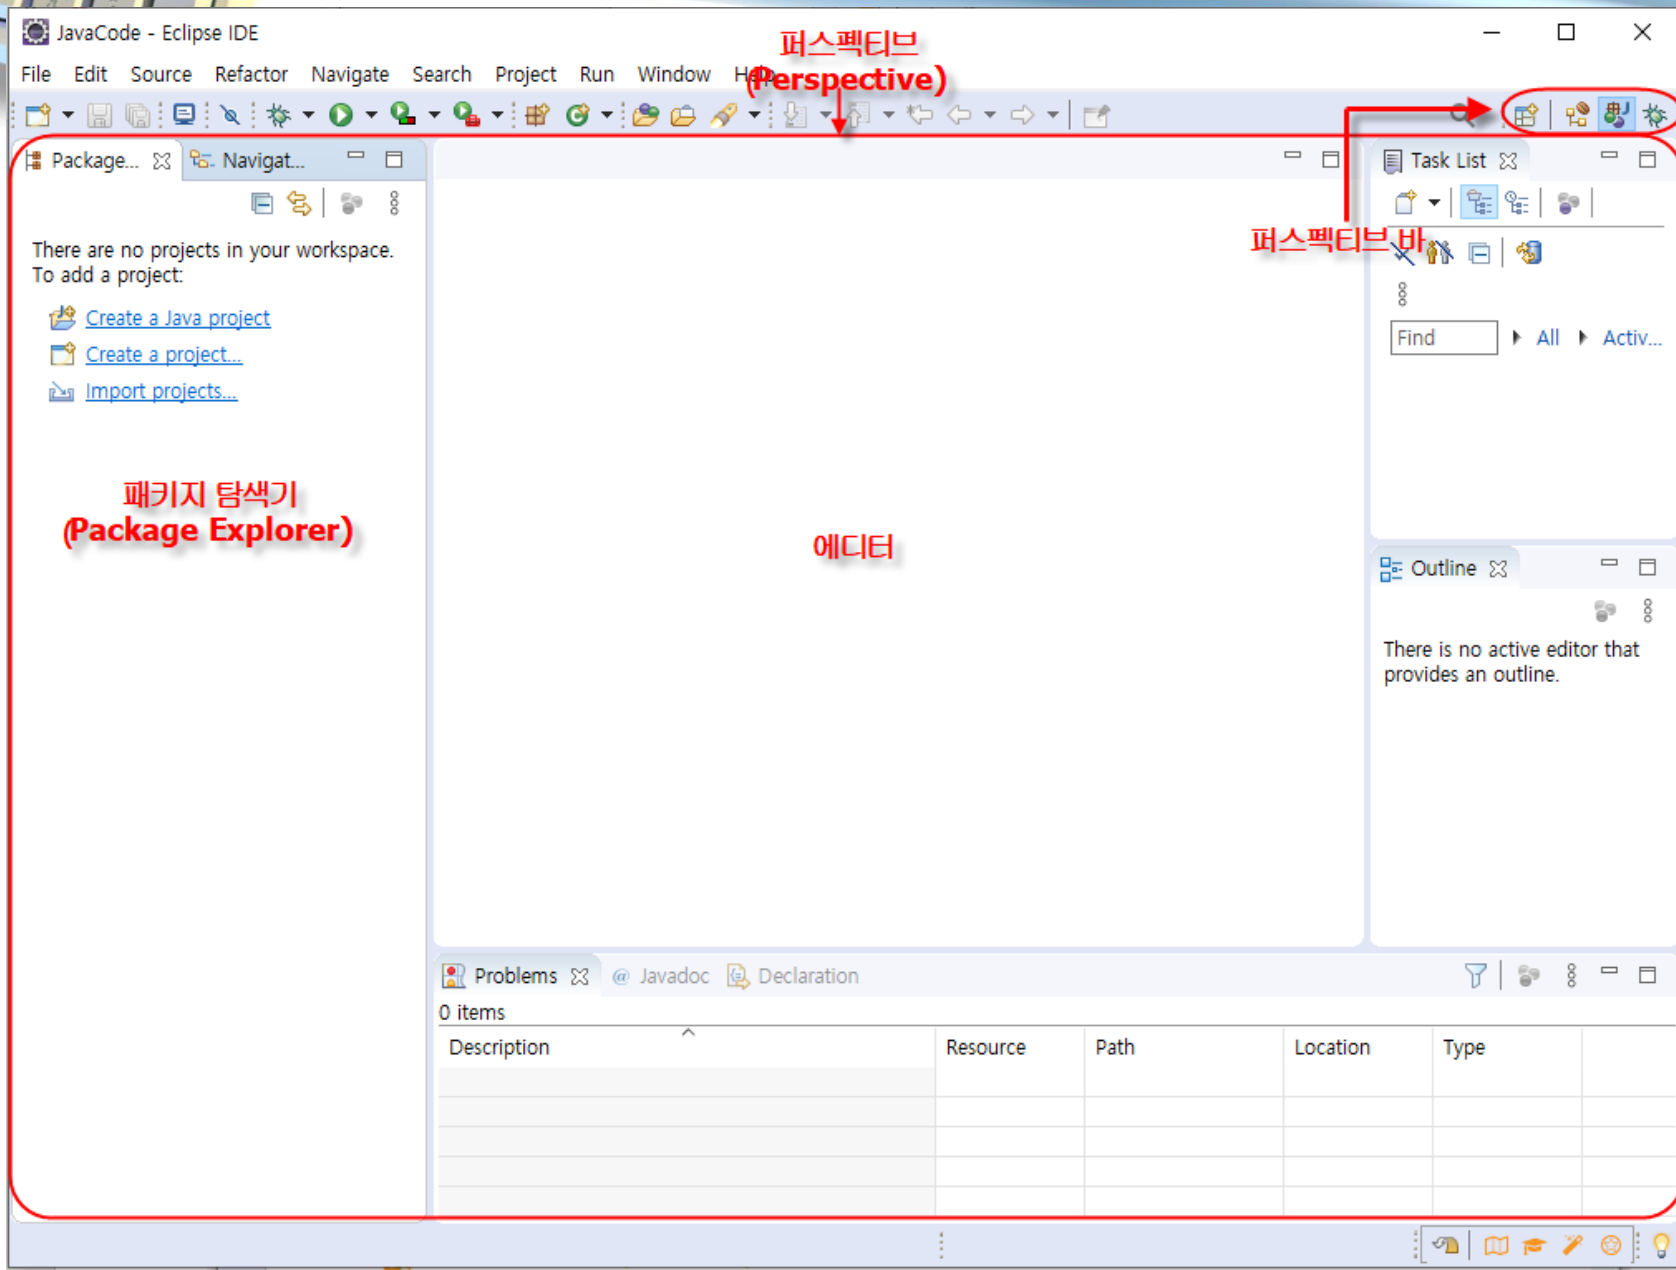 JavaCode - Eclipse IDE
퍼스펙티브
(Perspective)
File Edit Source Refactor Navigate Search Project Run Window Help
Package... Navigat...
Task List
There are no projects in your workspace.
To add a project:
Create a Java project
Create a project...
Import projects...
퍼스펙티브 바
Find All Activ...
패키지 탐색기
(Package Explorer)
에디터
Outline
There is no active editor that
provides an outline.
Problems @ Javadoc Declaration
0 items
Description Resource Path Location Type